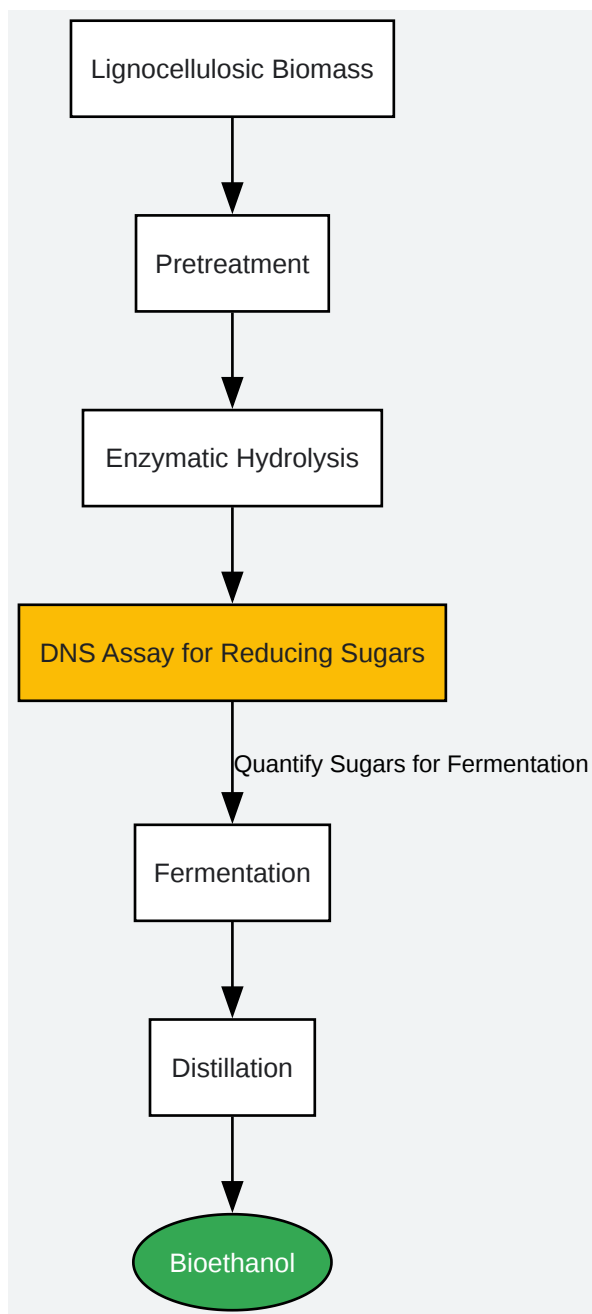 Lignocellulosic Biomass
Pretreatment
Enzymatic Hydrolysis
DNS Assay for Reducing Sugars
Quantify Sugars for Fermentation
Fermentation
Distillation
Bioethanol